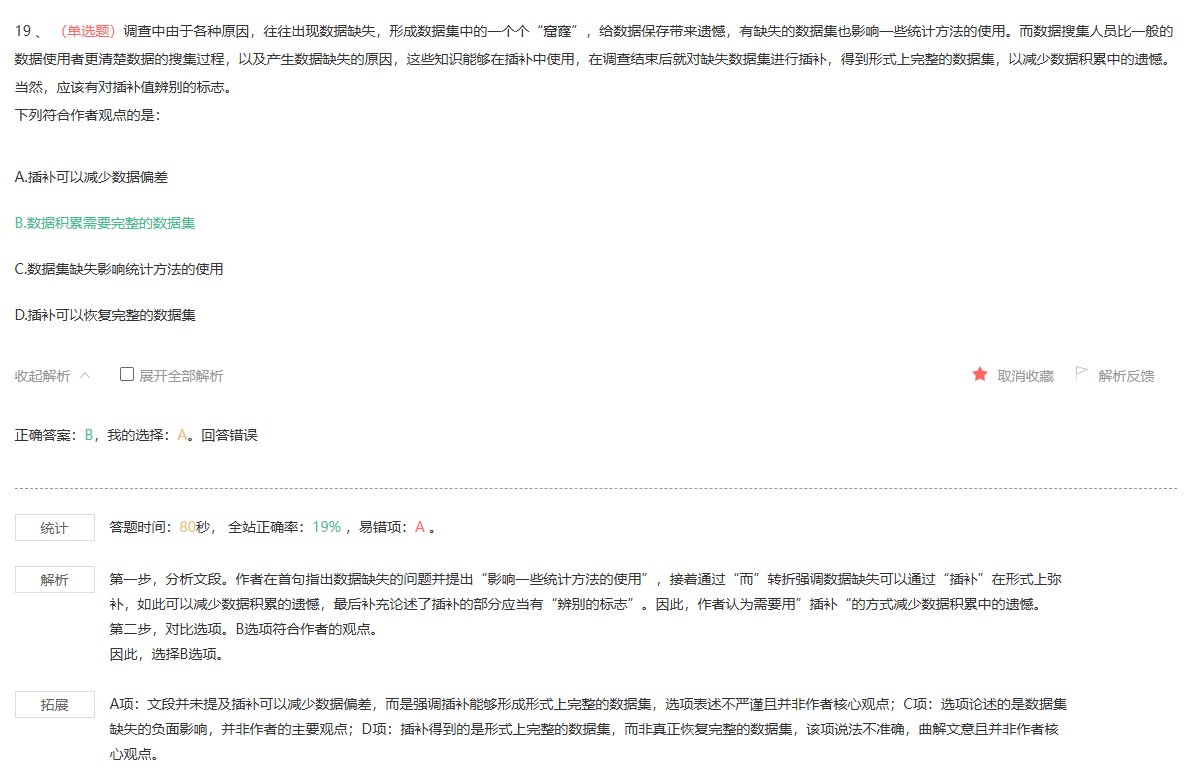 19 、 （单选题）调查中由于各种原因，往往出现数据缺失，形成数据集中的一个个“窟窿”，给数据保存带来遗憾，有缺失的数据集也影响一些统计方法的使用。而数据搜集人员比一般的
数据使用者更清楚数据的搜集过程，以及产生数据缺失的原因，这些知识能够在插补中使用，在调查结束后就对缺失数据集进行插补，得到形式上完整的数据集，以减少数据积累中的遗憾。
当然，应该有对插补值辨别的标志。
下列符合作者观点的是：
A.插补可以减少数据偏差
B.数据积累需要完整的数据集
C.数据集缺失影响统计方法的使用
D.插补可以恢复完整的数据集
收起解析 展开全部解析 取消收藏 解析反馈
正确答案：B，我的选择：A。回答错误
统计 答题时间：80秒， 全站正确率：19% ，易错项：A 。
解析 第一步，分析文段。作者在首句指出数据缺失的问题并提出“影响一些统计方法的使用”，接着通过“而”转折强调数据缺失可以通过“插补”在形式上弥
补，如此可以减少数据积累的遗憾，最后补充论述了插补的部分应当有“辨别的标志”。因此，作者认为需要用”插补“的方式减少数据积累中的遗憾。
第二步，对比选项。B选项符合作者的观点。
因此，选择B选项。
拓展 A项：文段并未提及插补可以减少数据偏差，而是强调插补能够形成形式上完整的数据集，选项表述不严谨且并非作者核心观点；C项：选项论述的是数据集
缺失的负面影响，并非作者的主要观点；D项：插补得到的是形式上完整的数据集，而非真正恢复完整的数据集，该项说法不准确，曲解文意且并非作者核
心观点。